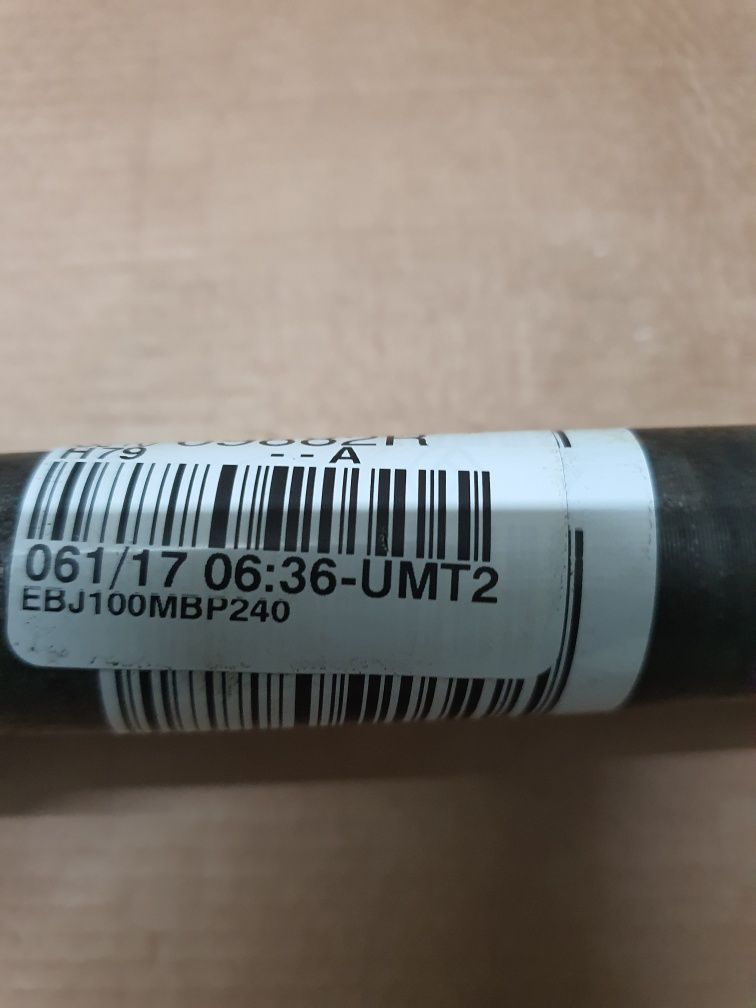 H79 - - A
061/17 06:36-UMT2
EBJ100MBP240